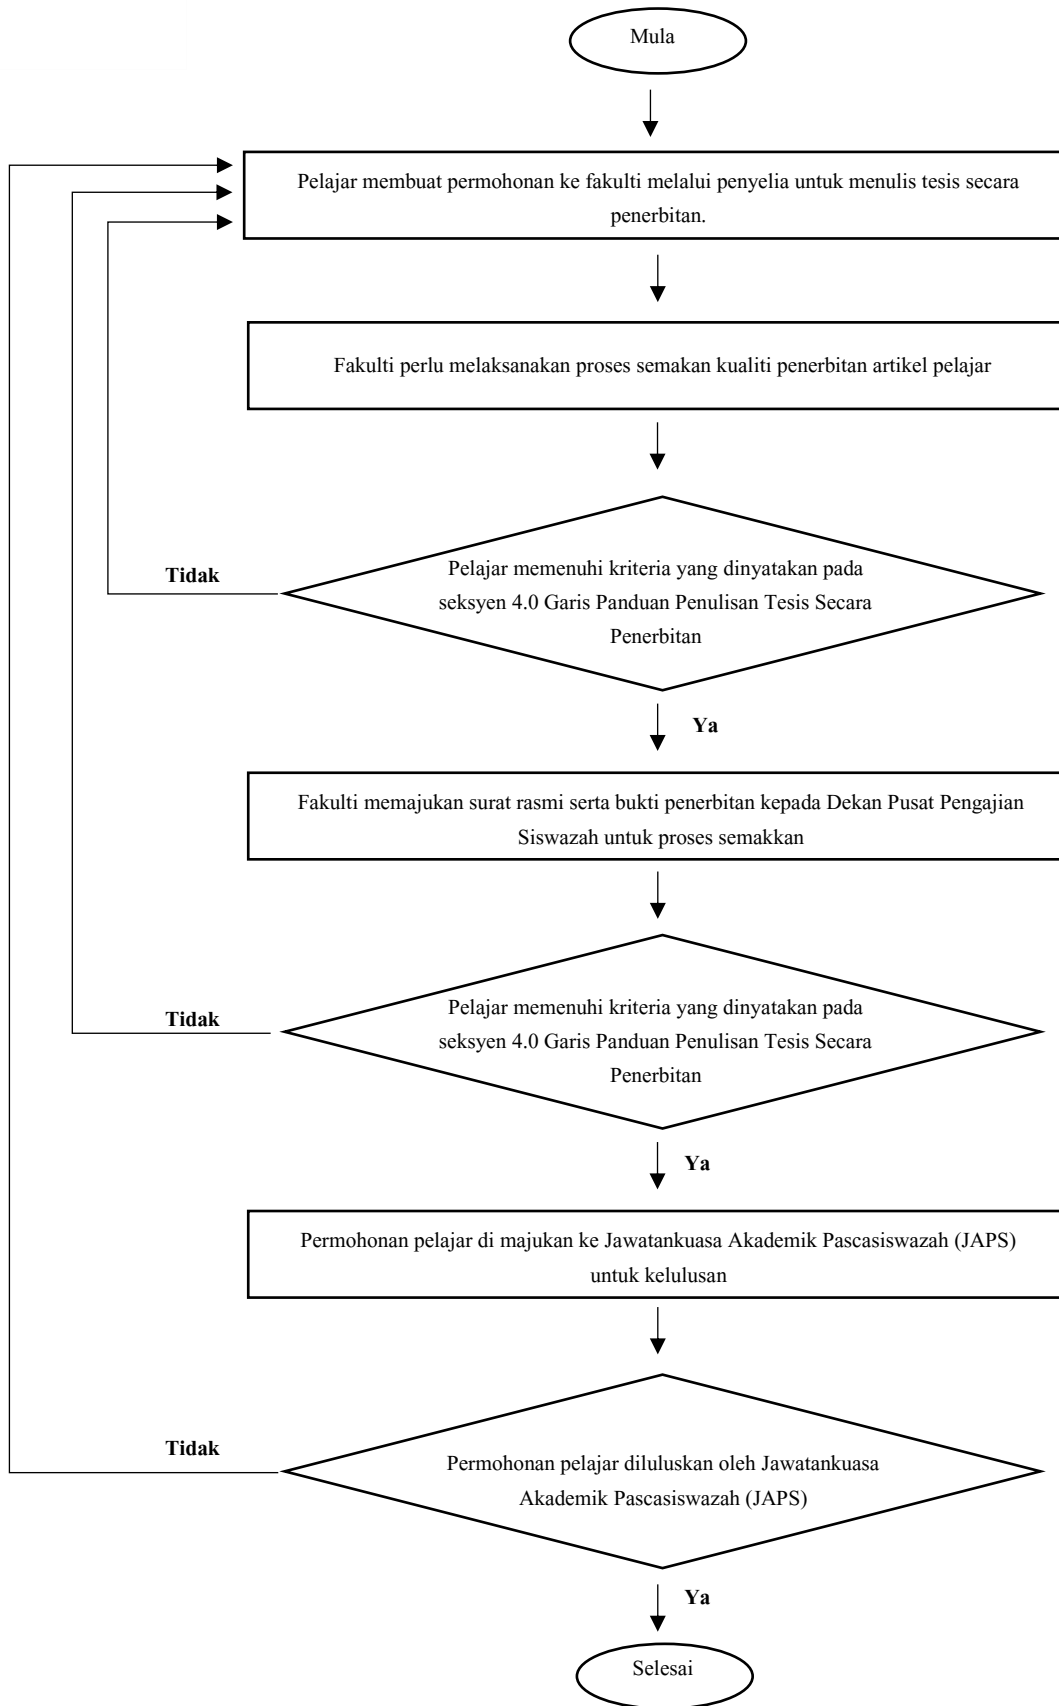 Mula
Pelajar membuat permohonan ke fakulti melalui penyelia untuk menulis tesis secara
penerbitan.
Fakulti perlu melaksanakan proses semakan kualiti penerbitan artikel pelajar
Pelajar memenuhi kriteria yang dinyatakan pada
seksyen 4.0 Garis Panduan Penulisan Tesis Secara
Penerbitan
Tidak
Ya
Fakulti memajukan surat rasmi serta bukti penerbitan kepada Dekan Pusat Pengajian
Siswazah untuk proses semakkan
Pelajar memenuhi kriteria yang dinyatakan pada
seksyen 4.0 Garis Panduan Penulisan Tesis Secara
Penerbitan
Tidak
Ya
Permohonan pelajar di majukan ke Jawatankuasa Akademik Pascasiswazah (JAPS)
untuk kelulusan
Tidak
Permohonan pelajar diluluskan oleh Jawatankuasa
Akademik Pascasiswazah (JAPS)
Ya
Selesai